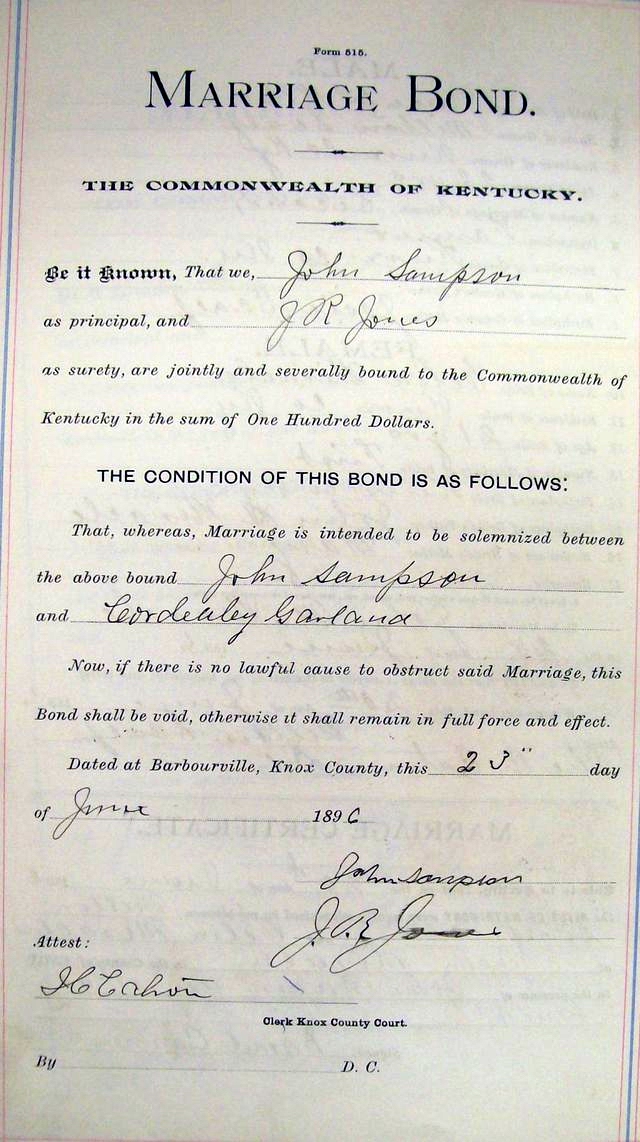 Form 515.
MARRIAGE BOND.
THE COMMONWEALTH OF KENTUCKY.
Be it Known, That we, John Sampson
as principal, and J R Jones
as surety, are jointly and severally bound to the Commonwealth of
Kentucky in the sum of One Hundred Dollars.
THE CONDITION OF THIS BOND IS AS FOLLOWS:
That, whereas, Marriage is intended to be solemnized between
the above bound John Sampson
and Garland
Now, if there is no lawful cause to obstruct said Marriage, this
Bond shall be void, otherwise it shall remain in full force and effect.
Dated at Barbourville, Knox County, this 23" day
of June 1896
John Sampson
J. R. Jones
Attest:
Clerk Knox County Court.
By D. C.